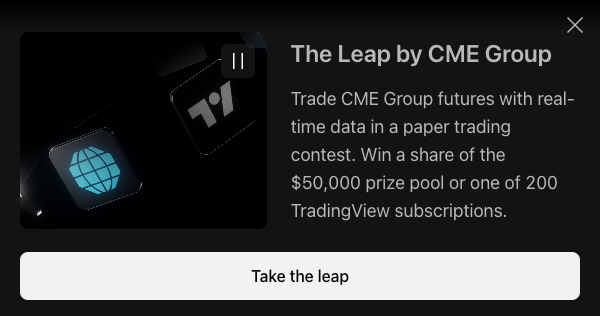 The Leap by CME Group
Trade CME Group futures with real-
time data in a paper trading
contest. Win a share of the
$50,000 prize pool or one of 200
TradingView subscriptions.
Take the leap